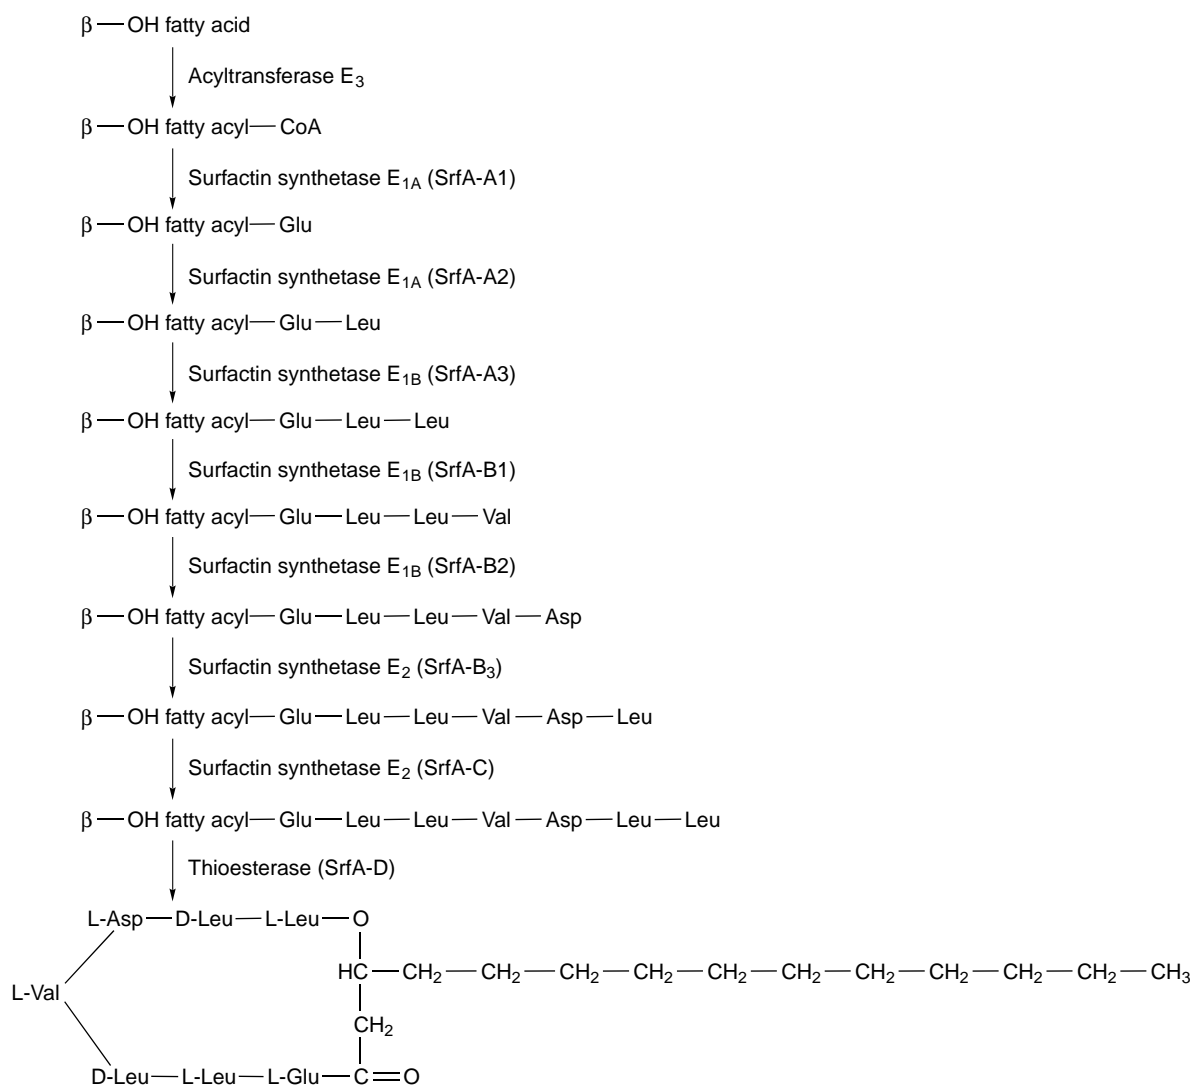 β — OH fatty acid
Acyltransferase E₃
β — OH fatty acyl — CoA
Surfactin synthetase E₁A (SrfA-A1)
β — OH fatty acyl — Glu
Surfactin synthetase E₁A (SrfA-A2)
β — OH fatty acyl — Glu — Leu
Surfactin synthetase E₁B (SrfA-A3)
β — OH fatty acyl — Glu — Leu — Leu
Surfactin synthetase E₁B (SrfA-B1)
β — OH fatty acyl — Glu — Leu — Leu — Val
Surfactin synthetase E₁B (SrfA-B2)
β — OH fatty acyl — Glu — Leu — Leu — Val — Asp
Surfactin synthetase E₂ (SrfA-B₃)
β — OH fatty acyl — Glu — Leu — Leu — Val — Asp — Leu
Surfactin synthetase E₂ (SrfA-C)
β — OH fatty acyl — Glu — Leu — Leu — Val — Asp — Leu — Leu
Thioesterase (SrfA-D)
L-Asp — D-Leu — L-Leu — O
HC — CH₂ — CH₂ — CH₂ — CH₂ — CH₂ — CH₂ — CH₂ — CH₂ — CH₂ — CH₂ — CH₃
L-Val
CH₂
D-Leu — L-Leu — L-Glu — C = O